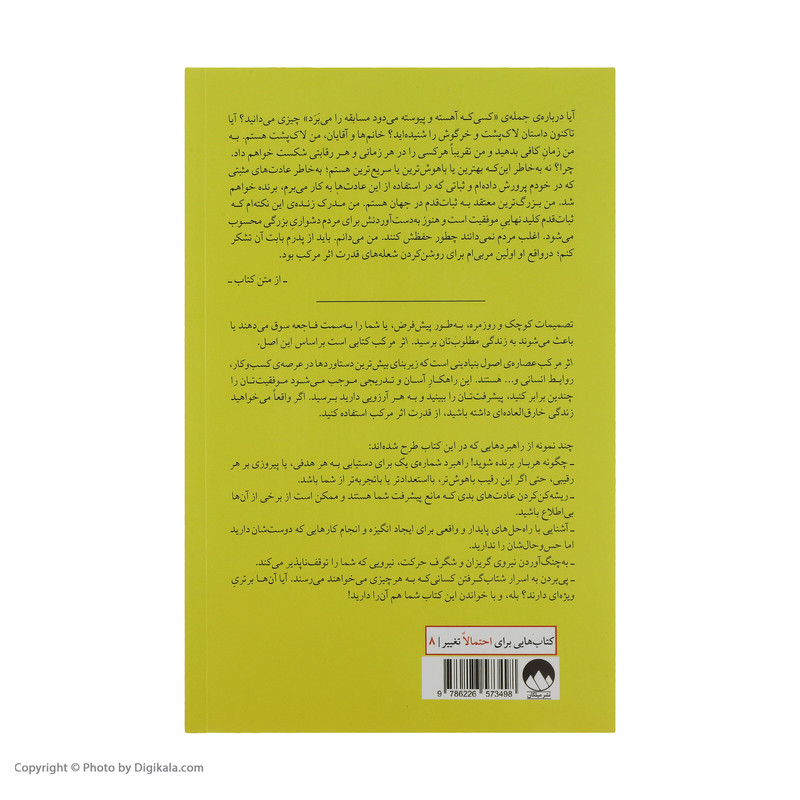 آیا درباره‌ی جمله‌ی «کسی‌که آهسته و پیوسته می‌دود مسابقه را می‌بَرَد» چیزی می‌دانید؟ آیا
تاکنون داستان لاک‌پشت و خرگوش را شنیده‌اید؟ خانم‌ها و آقایان، من لاک‌پشت هستم. به
من زمانِ کافی بدهید و من تقریباً هرکسی را در هر زمانی و هر رقابتی شکست خواهم داد.
چرا؟ نه به‌خاطر این‌که بهترین یا باهوش‌ترین یا سریع‌ترین هستم؛ به‌خاطر عادت‌های مثبتی
که در خودم پرورش داده‌ام و ثباتی که در استفاده از این عادت‌ها به کار می‌برم، برنده خواهم
شد. من بزرگ‌ترین معتقد به ثبات‌قدم در جهان هستم. من مدرک زنده‌ی این نکته‌ام که
ثبات‌قدم کلید نهایی موفقیت است و هنوز به‌دست‌آوردنش برای مردم دشواری بزرگی محسوب
می‌شود. اغلب مردم نمی‌دانند چطور حفظش کنند. من می‌دانم. باید از پدرم بابت آن تشکر
کنم؛ درواقع او اولین مربی‌ام برای روشن‌کردن شعله‌های قدرت اثر مرکب بود.
ـ از متن کتاب ـ
تصمیمات کوچک و روزمره، به‌طور پیش‌فرض، یا شما را به‌سمت فاجعه سوق می‌دهند یا
باعث می‌شوند به زندگی مطلوب‌تان برسید. اثر مرکب کتابی است براساس این اصل.
اثر مرکب عصاره‌ی اصول بنیادینی است که زیربنای بیش‌ترین دستاوردها در عرصه‌ی کسب‌وکار،
روابط انسانی و... هستند. این راهکارِ آسان و تدریجی موجب می‌شود موفقیت‌تان را
چندین برابر کنید، پیشرفت‌تان را ببینید و به هر آرزویی دارید برسید. اگر واقعاً می‌خواهید
زندگی خارق‌العاده‌ای داشته باشید، از قدرت اثر مرکب استفاده کنید.
چند نمونه از راهبردهایی که در این کتاب طرح شده‌اند:
ـ چگونه هربار برنده شوید! راهبرد شماره‌ی یک برای دستیابی به هر هدفی، یا پیروزی بر هر
رقیبی، حتی اگر این رقیب باهوش‌تر، بااستعدادتر یا باتجربه‌تر از شما باشد.
ـ ریشه‌کن‌کردن عادت‌های بدی که مانع پیشرفت شما هستند و ممکن است از برخی از آن‌ها
بی‌اطلاع باشید.
ـ آشنایی با راه‌حل‌های پایدار و واقعی برای ایجاد انگیزه و انجام کارهایی که دوست‌شان دارید
اما حس‌وحال‌شان را ندارید.
ـ به‌چنگ‌آوردن نیروی گریزان و شگرف حرکت، نیرویی که شما را توقف‌ناپذیر می‌کند.
ـ پی‌بردن به اسرار شتاب‌گرفتن کسانی‌که به هرچیزی می‌خواهند می‌رسند. آیا آن‌ها برتریِ
ویژه‌ای دارند؟ بله، و با خواندن این کتاب شما هم آن‌را دارید!
کتاب‌هایی برای احتمالاً تغییر | ۸
نشر میلکان
9 786226 573498
Copyright © Photo by Digikala.com